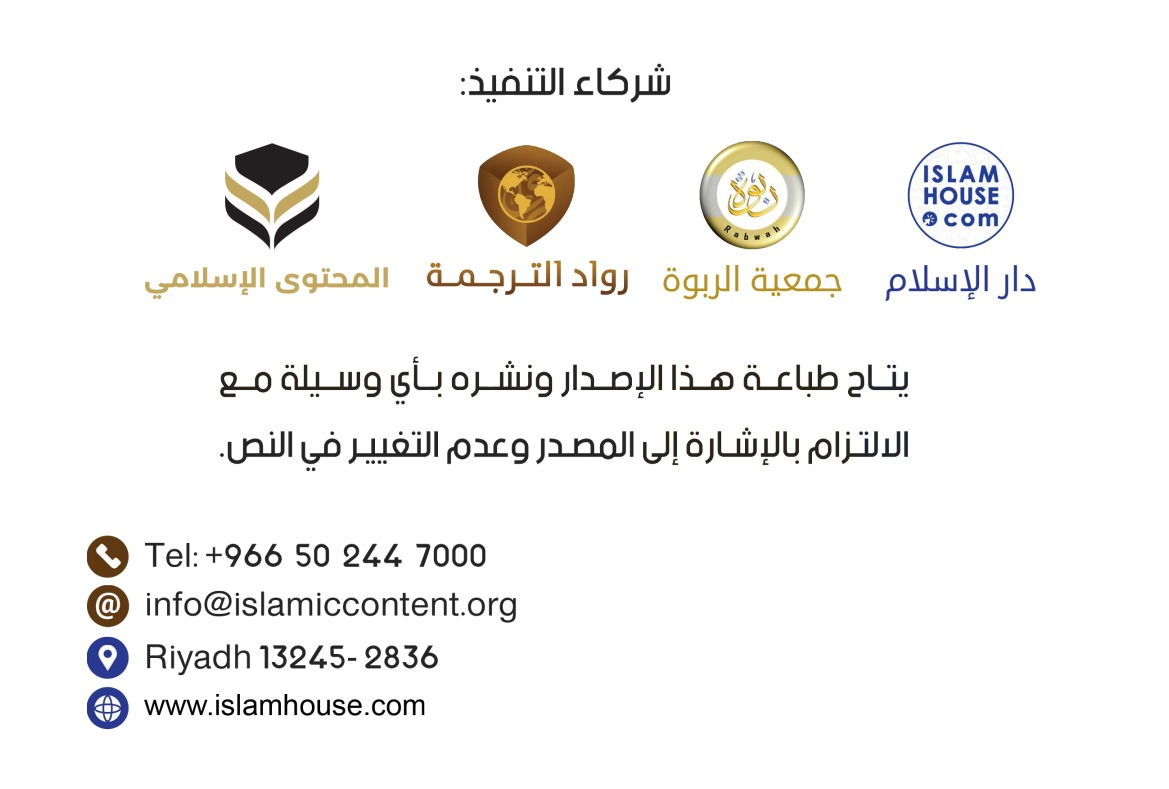 شركاء التنفيذ:
ISLAM
HOUSE
com
ربوة
Rabwah
دار الإسلام
جمعية الربوة
رواد الترجمة
المحتوى الإسلامي
يتاح طباعة هذا الإصدار ونشره بأي وسيلة مع
الالتزام بالإشارة إلى المصدر وعدم التغيير في النص.
Tel: +966 50 244 7000
@ info@islamiccontent.org
Riyadh 13245- 2836
www.islamhouse.com